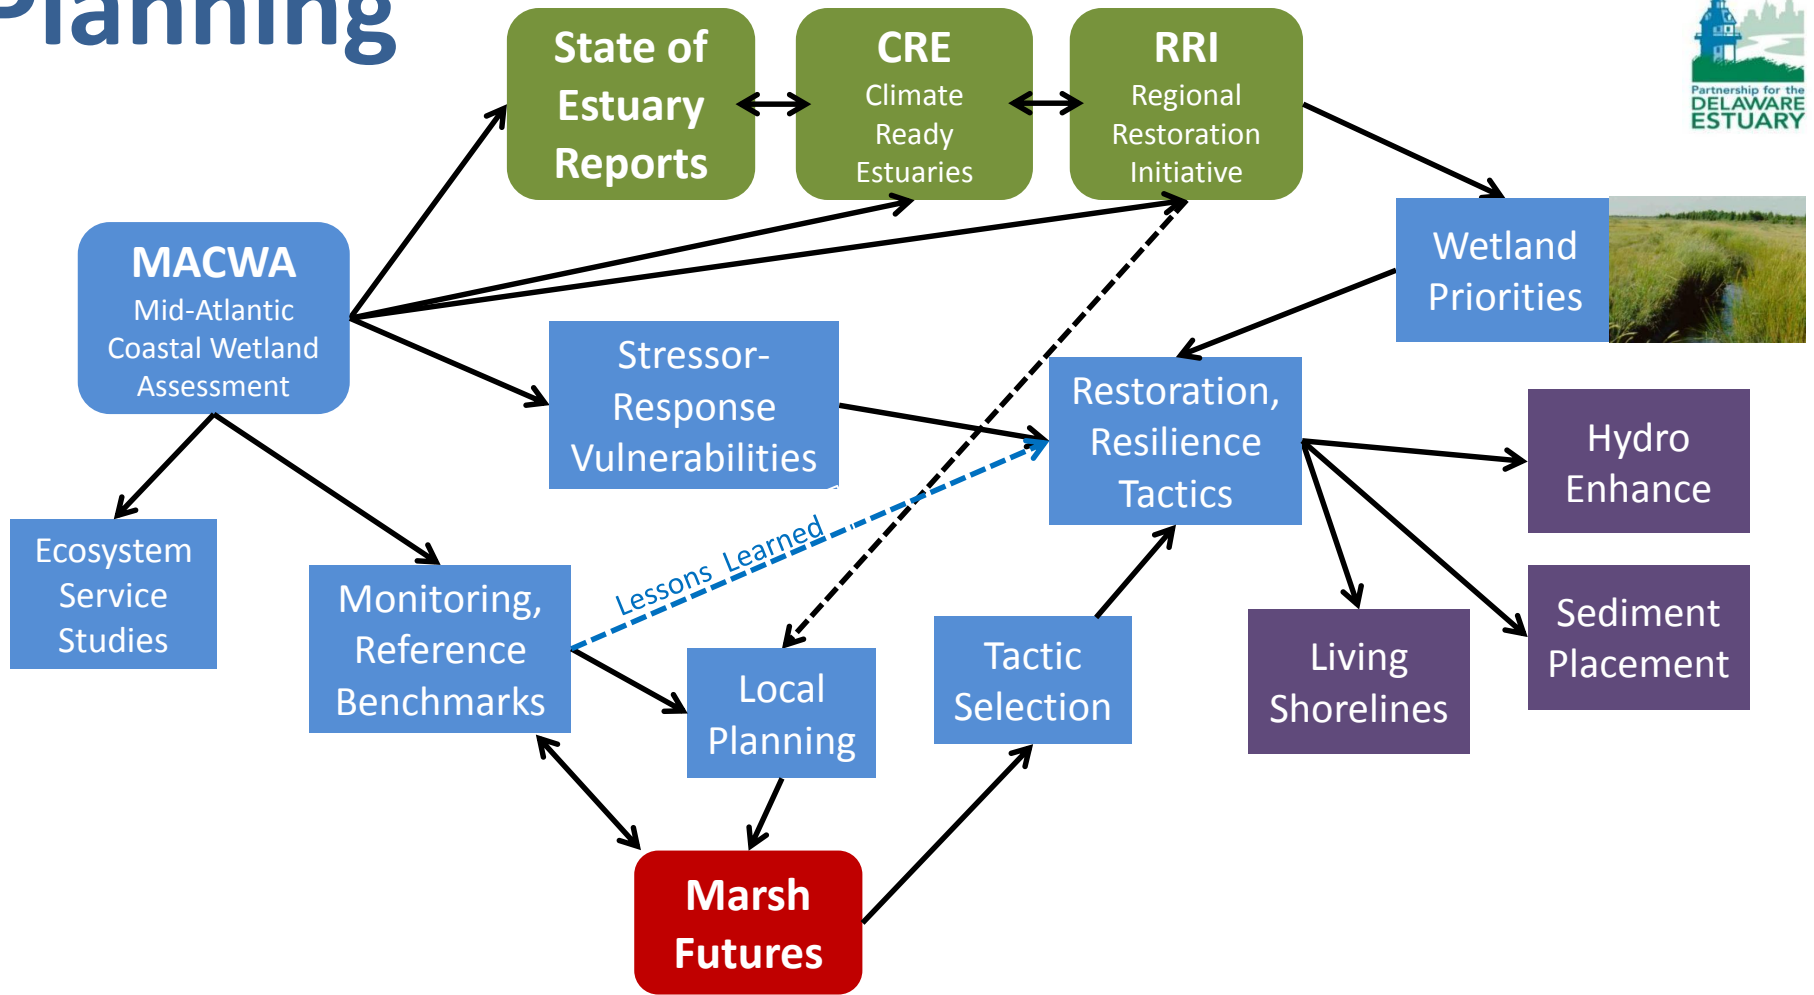 Planning
State of
Estuary
Reports
CRE
Climate
Ready
Estuaries
RRI
Regional
Restoration
Initiative
Partnership for the
DELAWARE
ESTUARY
MACWA
Mid-Atlantic
Coastal Wetland
Assessment
Wetland
Priorities
Stressor-
Response
Vulnerabilities
Restoration,
Resilience
Tactics
Hydro
Enhance
Ecosystem
Service
Studies
Monitoring,
Reference
Benchmarks
Lessons Learned
Local
Planning
Tactic
Selection
Living
Shorelines
Sediment
Placement
Marsh
Futures